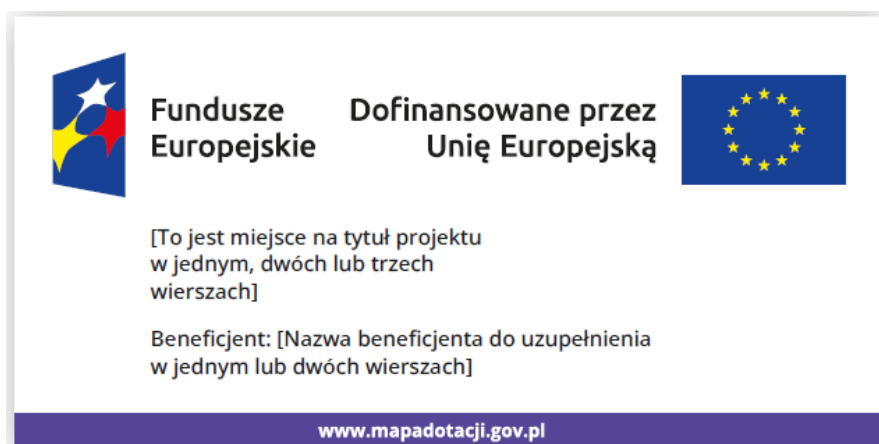 Fundusze
Europejskie
Dofinansowane przez
Unię Europejską
[To jest miejsce na tytuł projektu
w jednym, dwóch lub trzech
wierszach]
Beneficjent: [Nazwa beneficjenta do uzupełnienia
w jednym lub dwóch wierszach]
www.mapadotacji.gov.pl